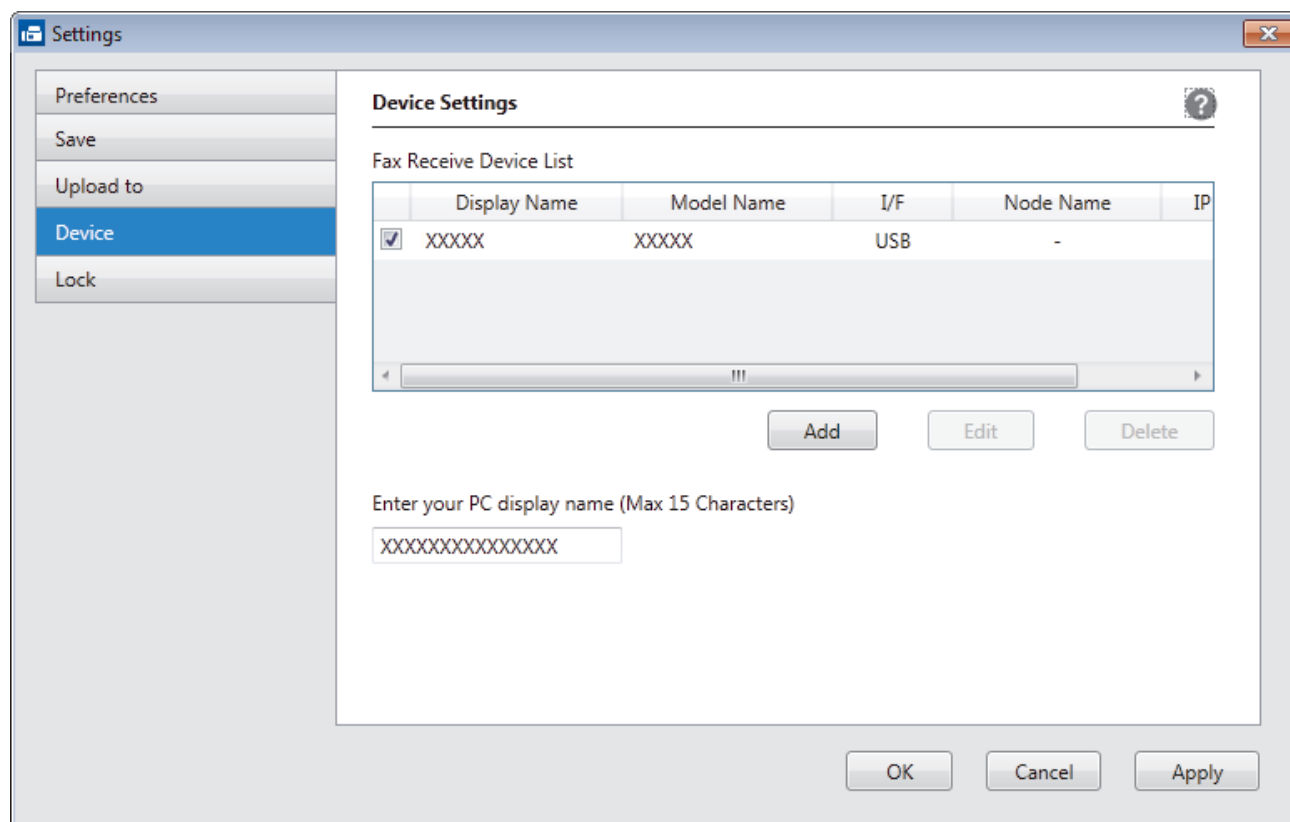 Settings
Preferences
Save
Upload to
Device
Lock
Device Settings
?
Fax Receive Device List
Display Name Model Name I/F Node Name IP
XXXXX XXXXX USB -
Add Edit Delete
Enter your PC display name (Max 15 Characters)
XXXXXXXXXXXXXXX
OK Cancel Apply